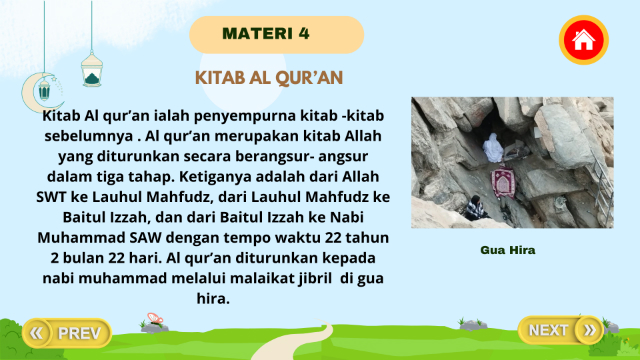 MATERI 4
KITAB AL QUR’AN
Kitab Al qur’an ialah penyempurna kitab -kitab
sebelumnya . Al qur’an merupakan kitab Allah
yang diturunkan secara berangsur- angsur
dalam tiga tahap. Ketiganya adalah dari Allah
SWT ke Lauhul Mahfudz, dari Lauhul Mahfudz ke
Baitul Izzah, dan dari Baitul Izzah ke Nabi
Muhammad SAW dengan tempo waktu 22 tahun
2 bulan 22 hari. Al qur’an diturunkan kepada
nabi muhammad melalui malaikat jibril  di gua
hira.
Gua Hira
PREV
NEXT